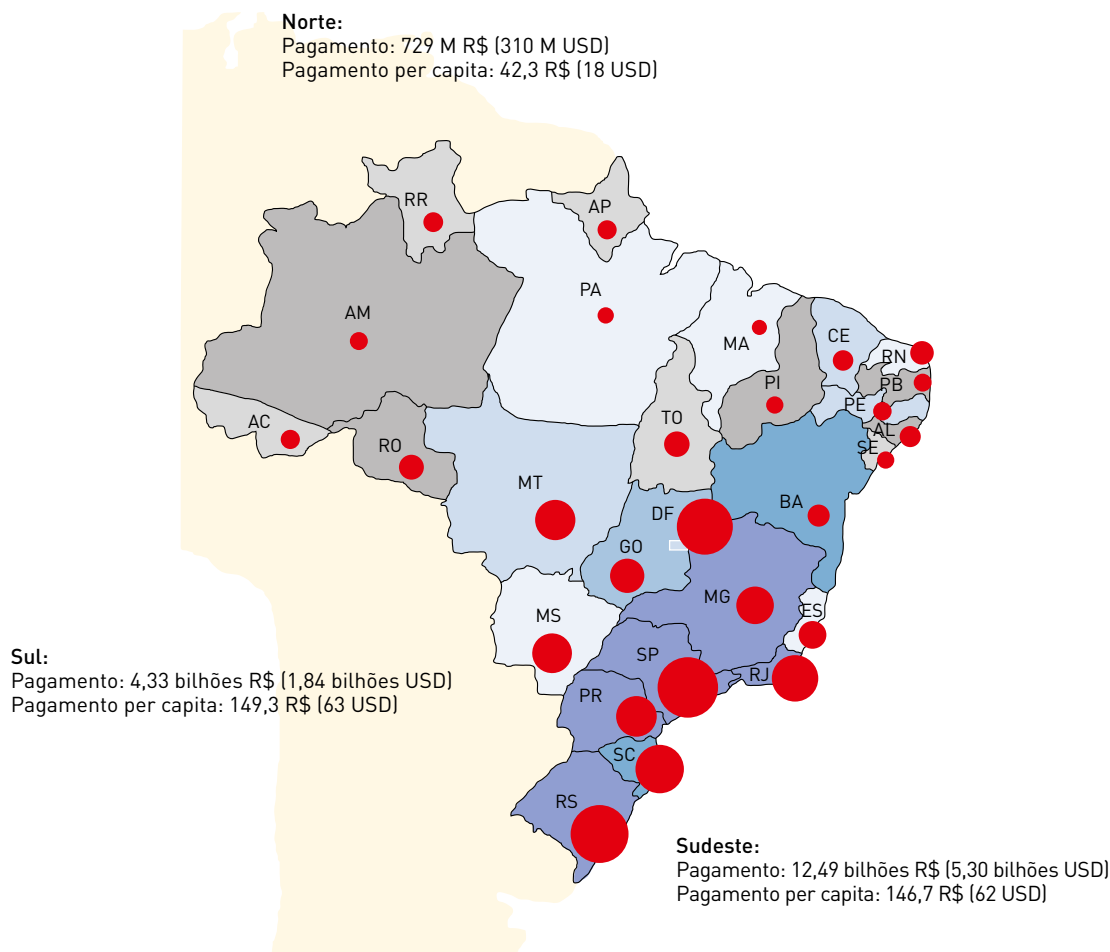 Norte:
Pagamento: 729 M R$ (310 M USD)
Pagamento per capita: 42,3 R$ (18 USD)
RR
AP
AM
PA
MA
CE
RN
PI
PB
PE
AC
TO
AL
RO
SE
MT
BA
DF
GO
MG
MS
ES
SP
RJ
PR
SC
RS
Sul:
Pagamento: 4,33 bilhões R$ (1,84 bilhões USD)
Pagamento per capita: 149,3 R$ (63 USD)
Sudeste:
Pagamento: 12,49 bilhões R$ (5,30 bilhões USD)
Pagamento per capita: 146,7 R$ (62 USD)